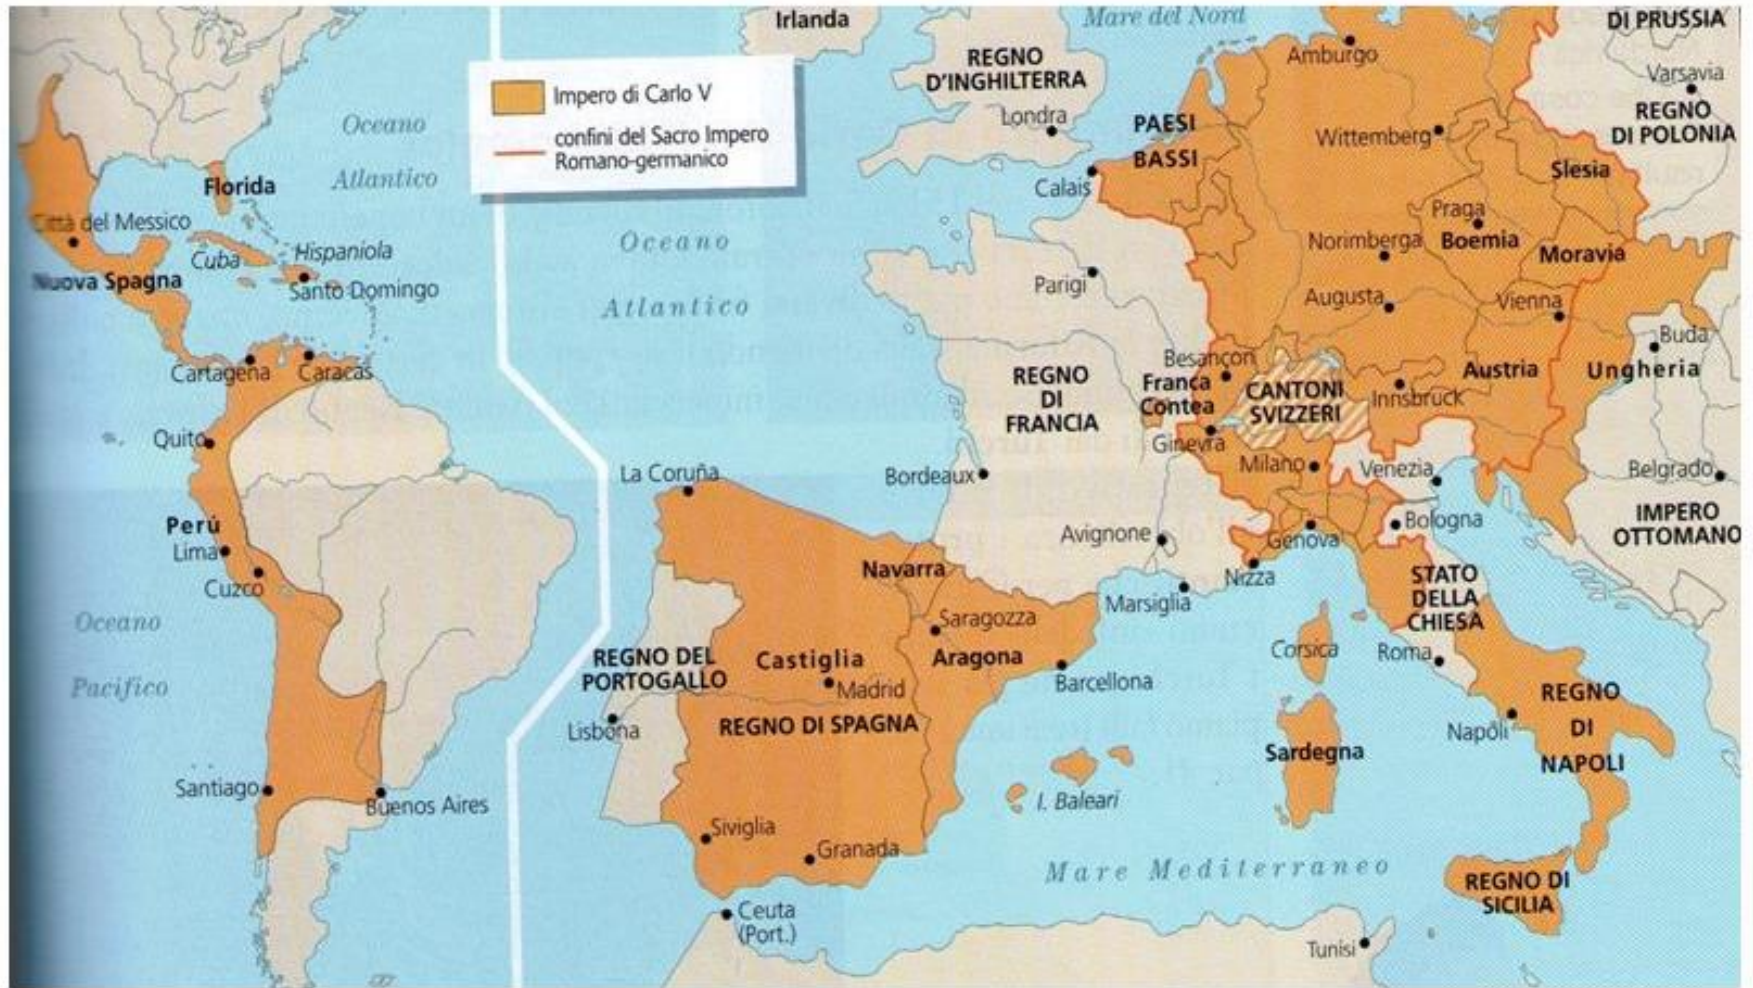 Impero di Carlo V
confini del Sacro Impero
Romano-germanico
Oceano
Atlantico
Florida
Città del Messico
Cuba
Hispaniola
Nuova Spagna
Santo Domingo
Cartagena
Caracas
Quito
Perù
Lima
Cuzco
Oceano
Pacifico
Santiago
Buenos Aires
Oceano
Atlantico
Irlanda
Mare del Nord
REGNO
D'INGHILTERRA
Londra
PAESI
BASSI
Calais
Amburgo
Wittemberg
DI PRUSSIA
Varsavia
REGNO
DI POLONIA
Slesia
Praga
Boemia
Norimberga
Moravia
Augusta
Vienna
Parigi
Besançon
Franca
Contea
CANTONI
SVIZZERI
Innsbruck
Austria
Buda
Ungheria
REGNO
DI
FRANCIA
Ginevra
Milano
Venezia
Belgrado
La Coruña
Bordeaux
Avignone
Genova
Bologna
IMPERO
OTTOMANO
Nizza
Marsiglia
Navarra
Saragozza
Aragona
Barcellona
STATO
DELLA
CHIESA
Corsica
Roma
REGNO DEL
PORTOGALLO
Lisbona
Castiglia
Madrid
REGNO DI SPAGNA
Sardegna
Napoli
REGNO
DI
NAPOLI
I. Baleari
Siviglia
Granada
Mare Mediterraneo
REGNO DI
SICILIA
Ceuta
(Port.)
Tunisi